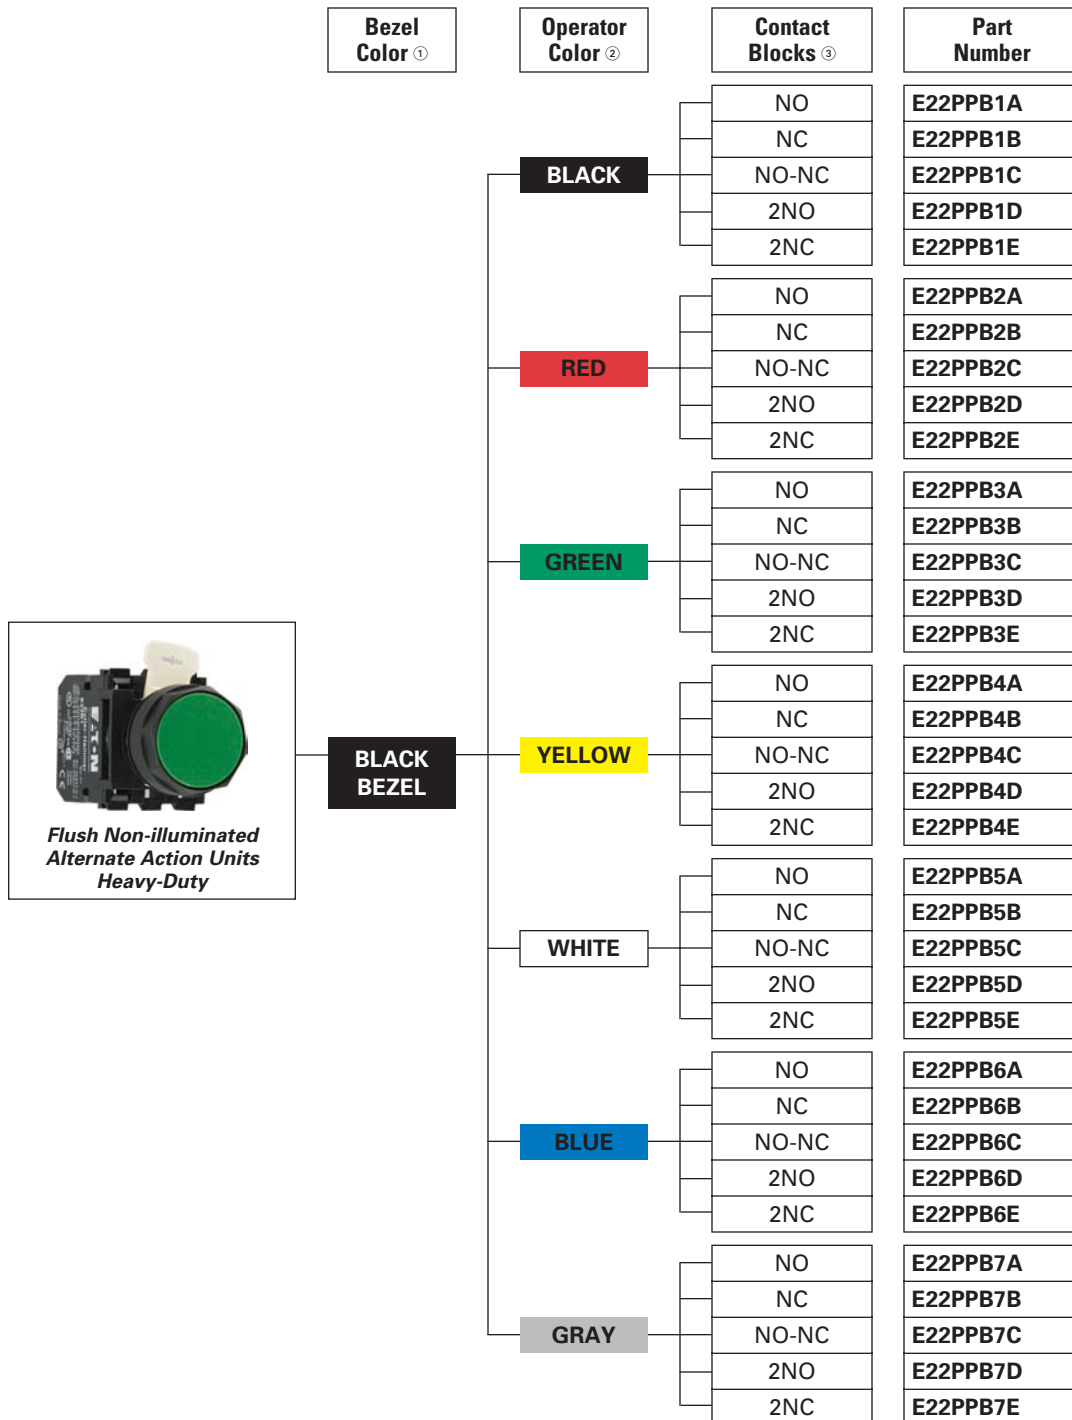 Bezel
Color ①
Operator
Color ②
Contact
Blocks ③
Part
Number
BLACK
NO E22PPB1A
NC E22PPB1B
NO-NC E22PPB1C
2NO E22PPB1D
2NC E22PPB1E
RED
NO E22PPB2A
NC E22PPB2B
NO-NC E22PPB2C
2NO E22PPB2D
2NC E22PPB2E
GREEN
NO E22PPB3A
NC E22PPB3B
NO-NC E22PPB3C
2NO E22PPB3D
2NC E22PPB3E
EATON
Flush Non-illuminated
Alternate Action Units
Heavy-Duty
BLACK
BEZEL
YELLOW
NO E22PPB4A
NC E22PPB4B
NO-NC E22PPB4C
2NO E22PPB4D
2NC E22PPB4E
WHITE
NO E22PPB5A
NC E22PPB5B
NO-NC E22PPB5C
2NO E22PPB5D
2NC E22PPB5E
BLUE
NO E22PPB6A
NC E22PPB6B
NO-NC E22PPB6C
2NO E22PPB6D
2NC E22PPB6E
GRAY
NO E22PPB7A
NC E22PPB7B
NO-NC E22PPB7C
2NO E22PPB7D
2NC E22PPB7E